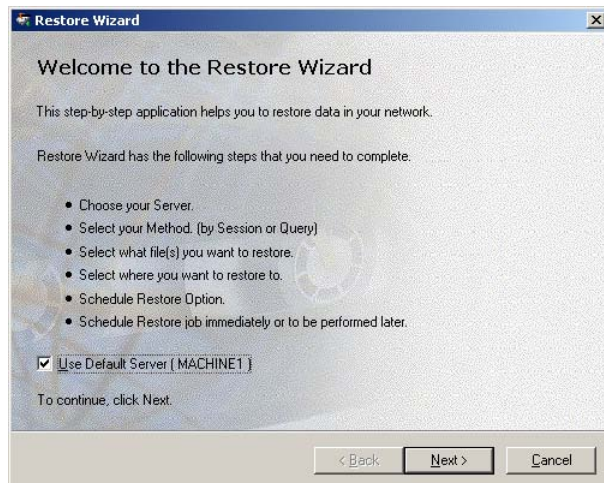 Restore Wizard
Welcome to the Restore Wizard
This step-by-step application helps you to restore data in your network.
Restore Wizard has the following steps that you need to complete.
• Choose your Server.
• Select your Method. (by Session or Query)
• Select what file(s) you want to restore.
• Select where you want to restore to.
• Schedule Restore Option.
• Schedule Restore job immediately or to be performed later.
Use Default Server ( MACHINE1 )
To continue, click Next.
< Back Next > Cancel